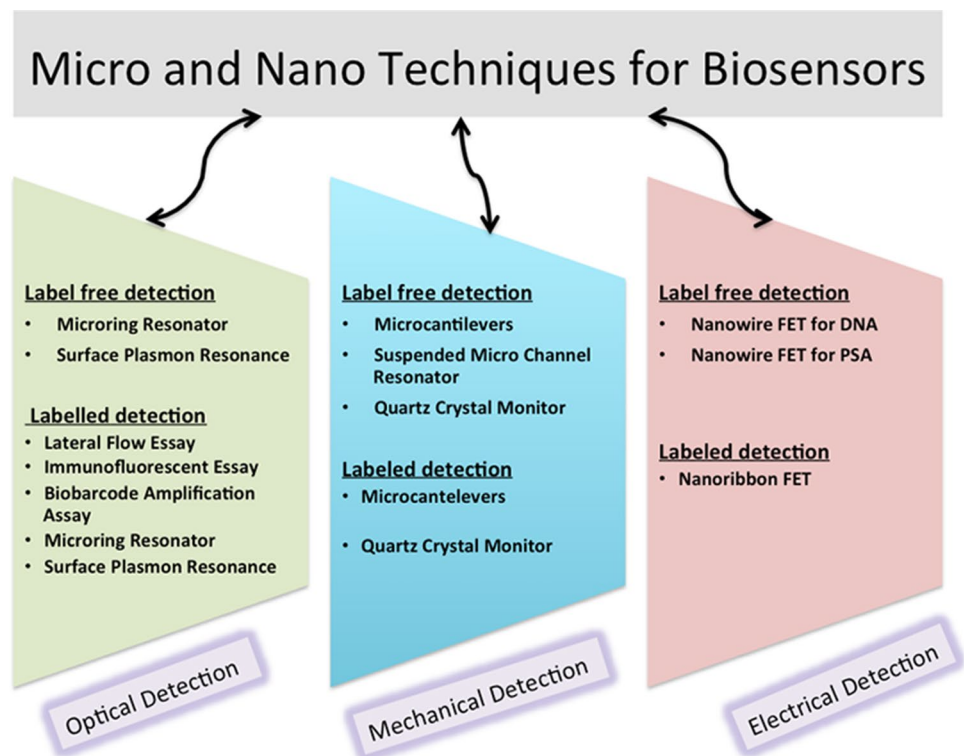 Micro and Nano Techniques for Biosensors
Label free detection
• Microring Resonator
• Surface Plasmon Resonance
Labelled detection
• Lateral Flow Essay
• Immunofluorescent Essay
• Biobarcode Amplification
Assay
• Microring Resonator
• Surface Plasmon Resonance
Optical Detection
Label free detection
• Microcantilevers
• Suspended Micro Channel
Resonator
• Quartz Crystal Monitor
Labeled detection
• Microcantelevers
• Quartz Crystal Monitor
Mechanical Detection
Label free detection
• Nanowire FET for DNA
• Nanowire FET for PSA
Labeled detection
• Nanoribbon FET
Electrical Detection